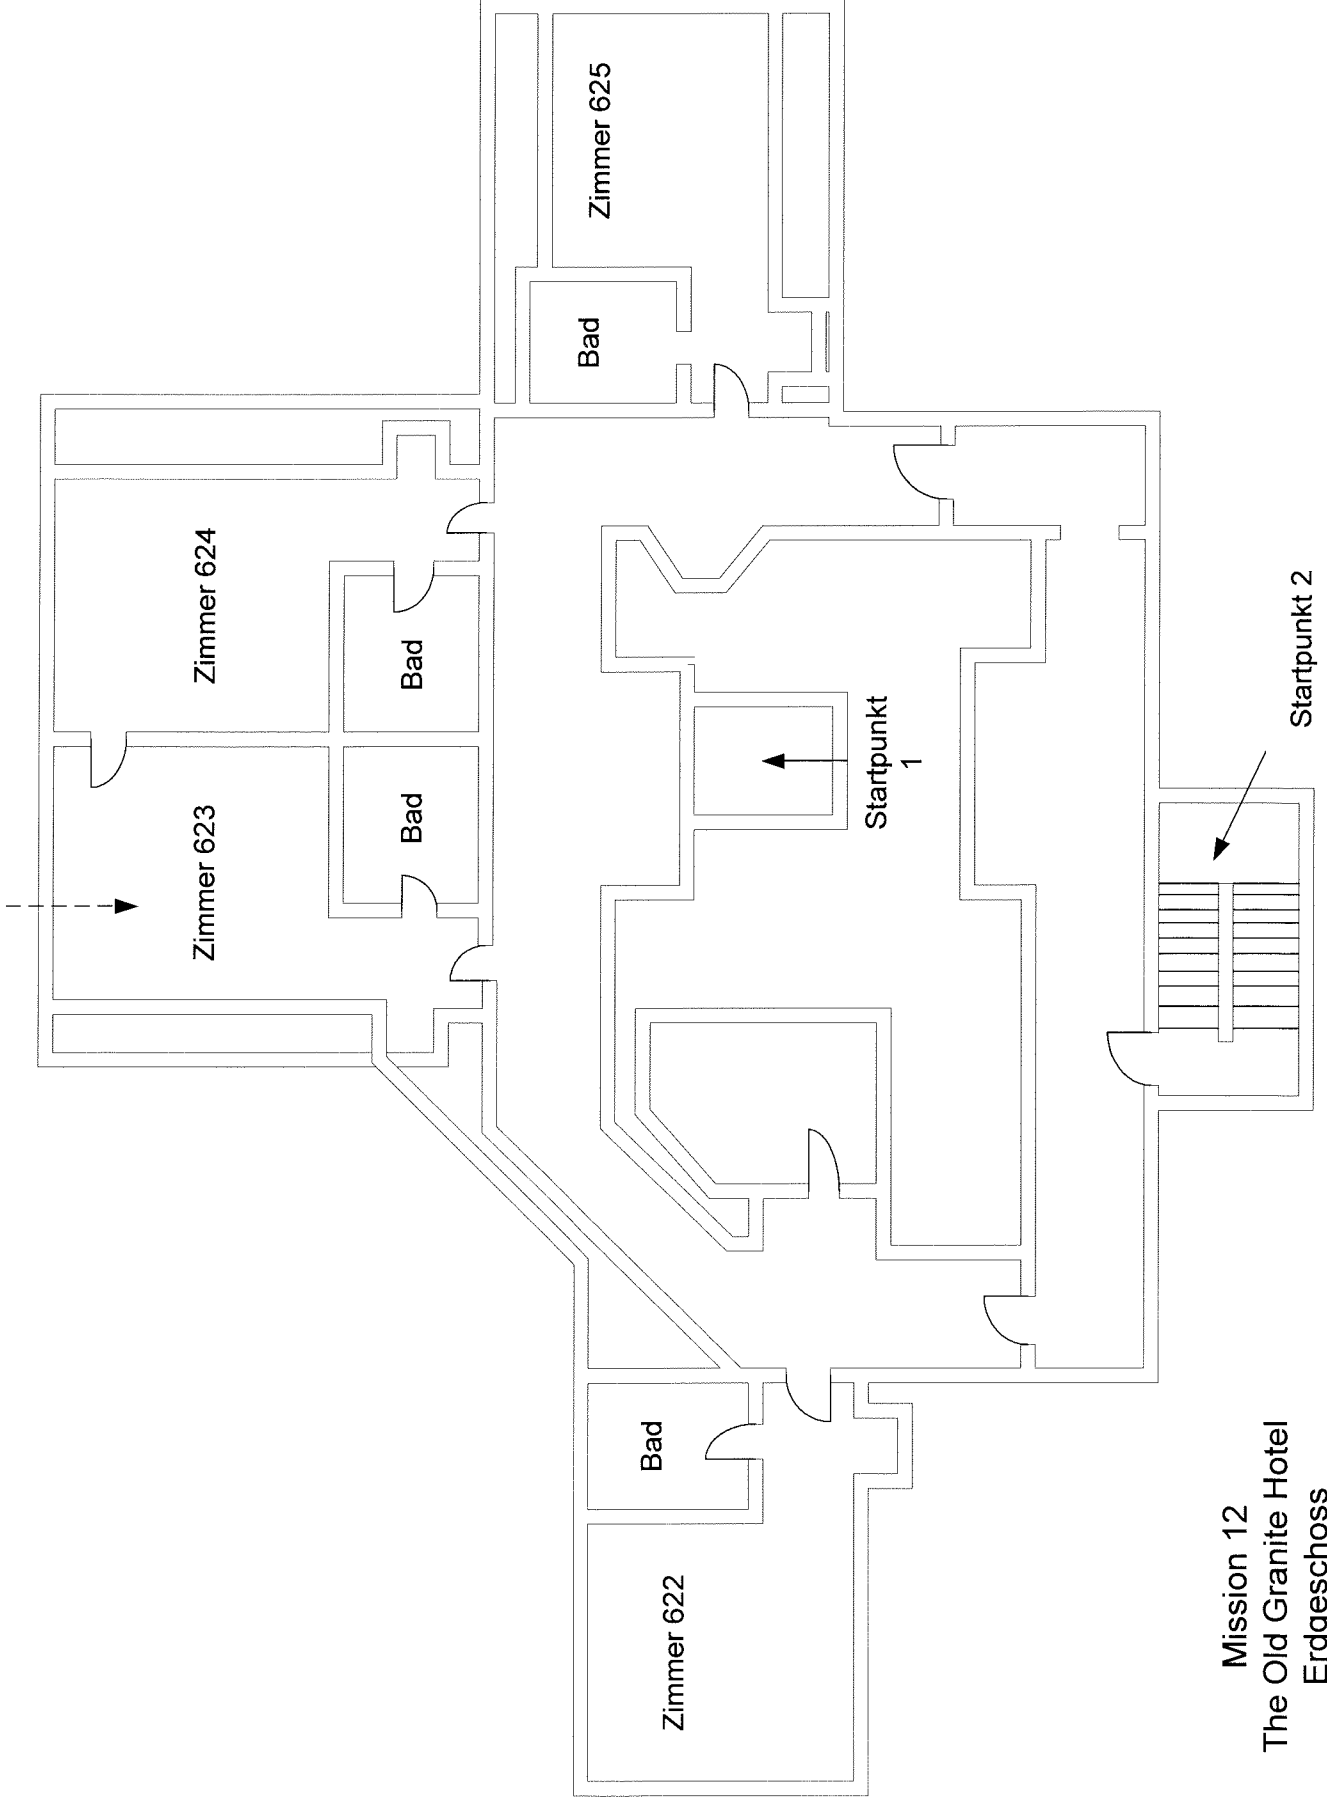 Zimmer 625
Bad
Zimmer 624
Bad
Zimmer 623
Bad
Startpunkt
1
Startpunkt 2
Bad
Zimmer 622
Mission 12
The Old Granite Hotel
Erdgeschoss